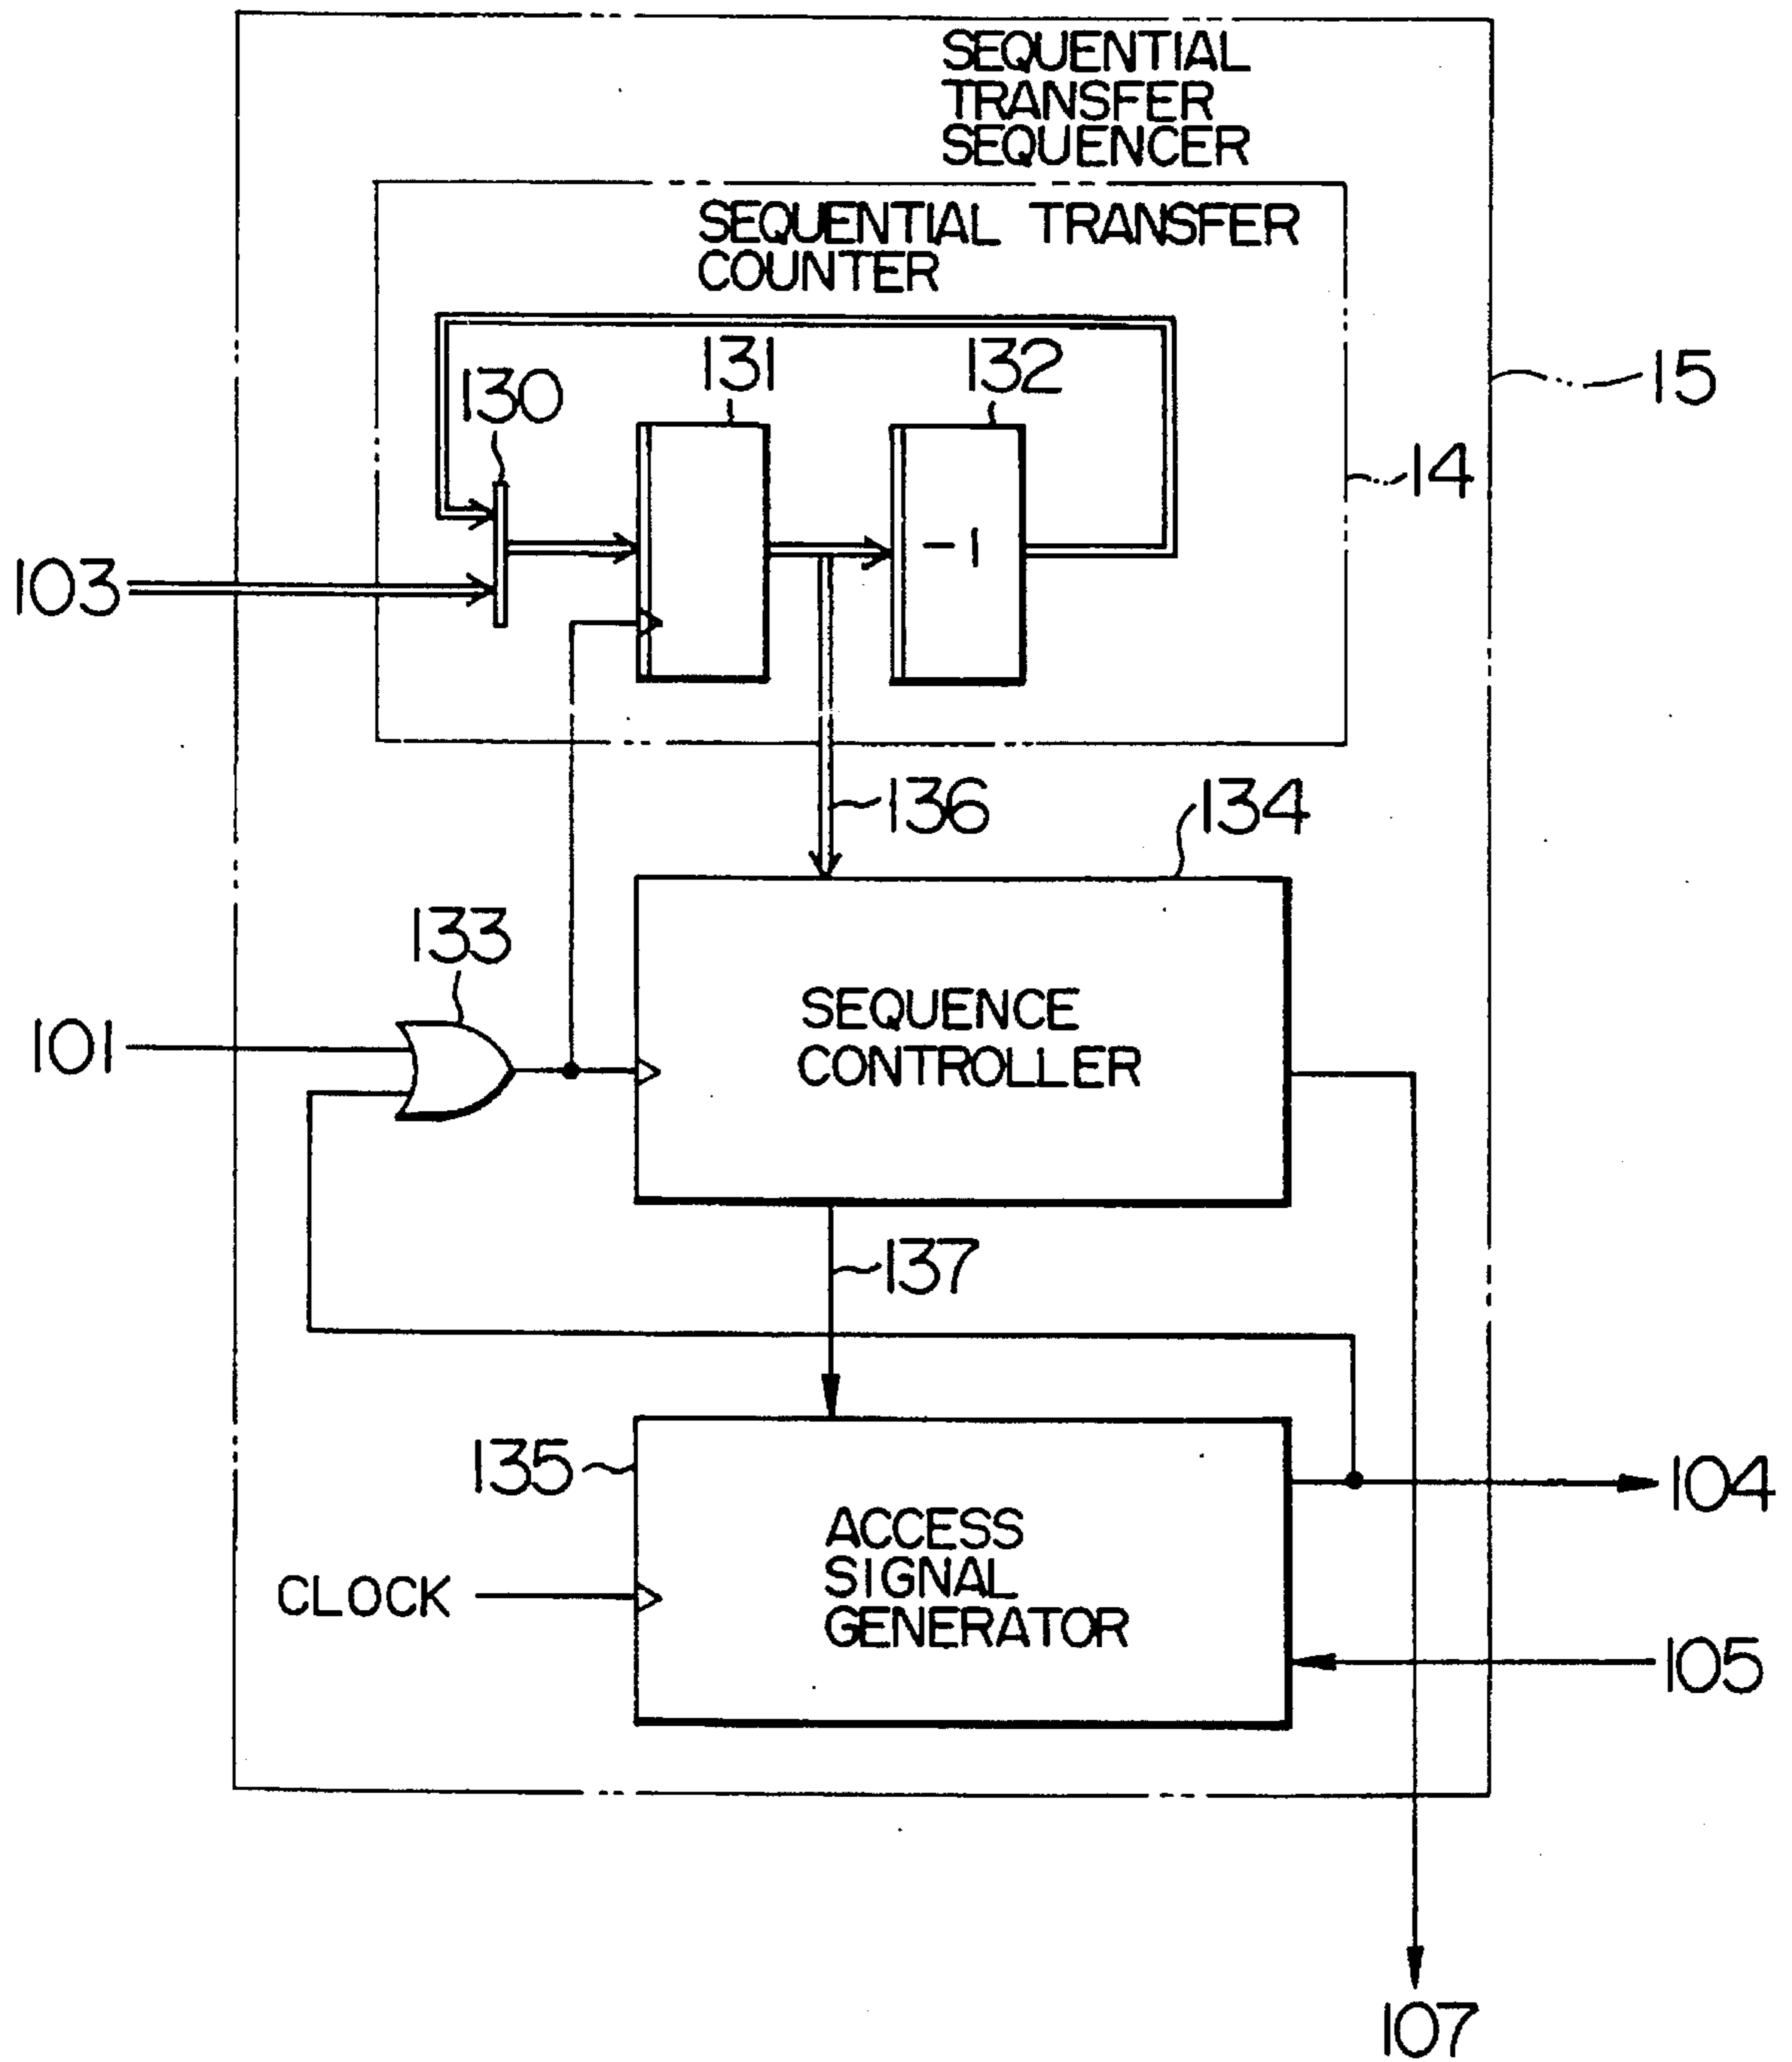 SEQUENTIAL
TRANSFER
SEQUENCER
SEQUENTIAL TRANSFER
COUNTER
131
132
130
15
14
-1
103
136
134
133
SEQUENCE
CONTROLLER
101
137
135
104
ACCESS
SIGNAL
GENERATOR
CLOCK
105
107